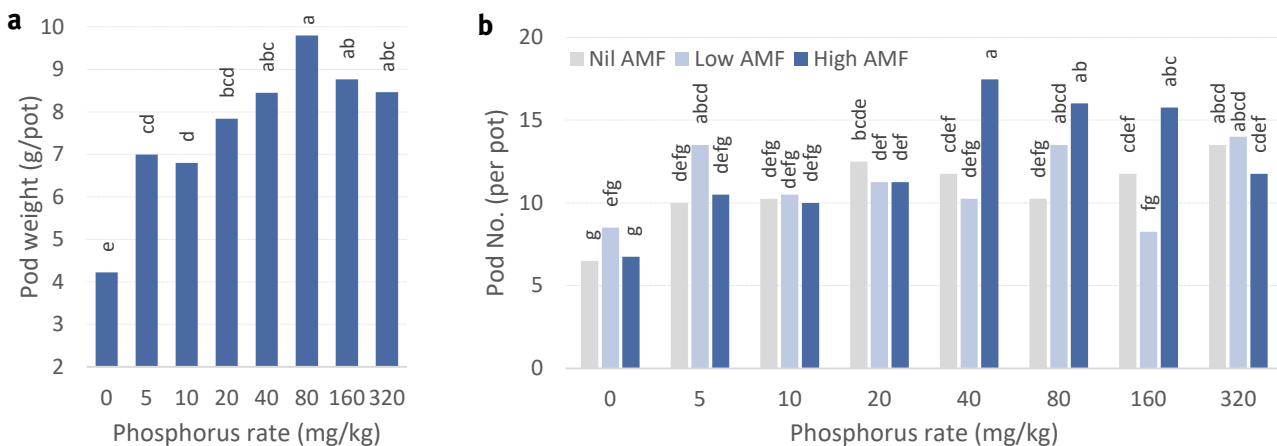 a
Pod weight (g/pot)
10
9
8
7
6
5
4
3
2
e
cd
d
bcd
abc
a
ab
abc
0 5 10 20 40 80 160 320
Phosphorus rate (mg/kg)
b
Pod No. (per pot)
20
15
10
5
0
Nil AMF Low AMF High AMF
g
efg
g
defg
abcd
defg
defg
defg
defg
bcde
def
def
cdef
defg
a
defg
abcd
ab
cdef
fg
abc
abcd
abcd
cdef
0 5 10 20 40 80 160 320
Phosphorus rate (mg/kg)